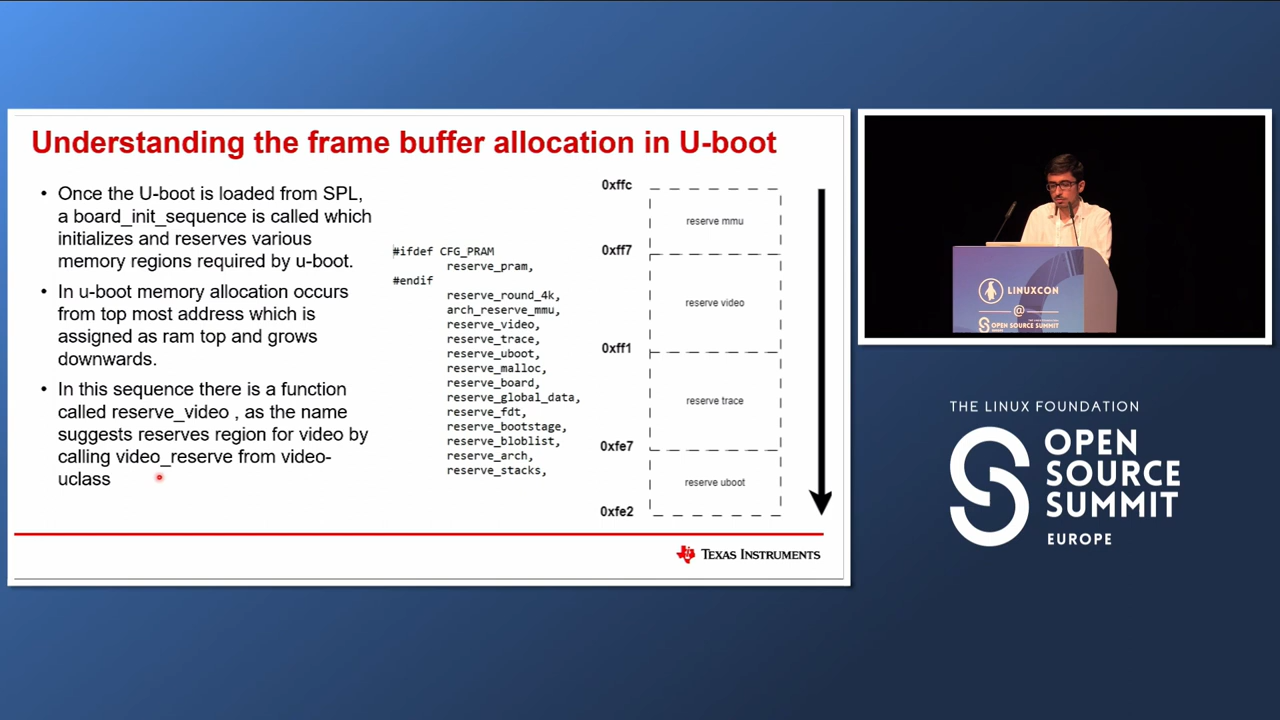 Understanding the frame buffer allocation in U-boot
• Once the U-boot is loaded from SPL,
a board_init_sequence is called which
initializes and reserves various
memory regions required by u-boot.
• In u-boot memory allocation occurs
from top most address which is
assigned as ram top and grows
downwards.
• In this sequence there is a function
called reserve_video , as the name
suggests reserves region for video by
calling video_reserve from video-
uclass
#ifdef CFG_PRAM
reserve_pram,
#endif
reserve_round_4k,
arch_reserve_mmu,
reserve_video,
reserve_trace,
reserve_uboot,
reserve_malloc,
reserve_board,
reserve_global_data,
reserve_fdt,
reserve_bootstage,
reserve_bloblist,
reserve_arch,
reserve_stacks,
0xffc
reserve mmu
0xff7
reserve video
0xff1
reserve trace
0xfe7
reserve uboot
0xfe2
TEXAS INSTRUMENTS
LINUXCON
@
OPEN SOURCE SUMMIT
THE LINUX FOUNDATION
OPEN
SOURCE
SUMMIT
EUROPE